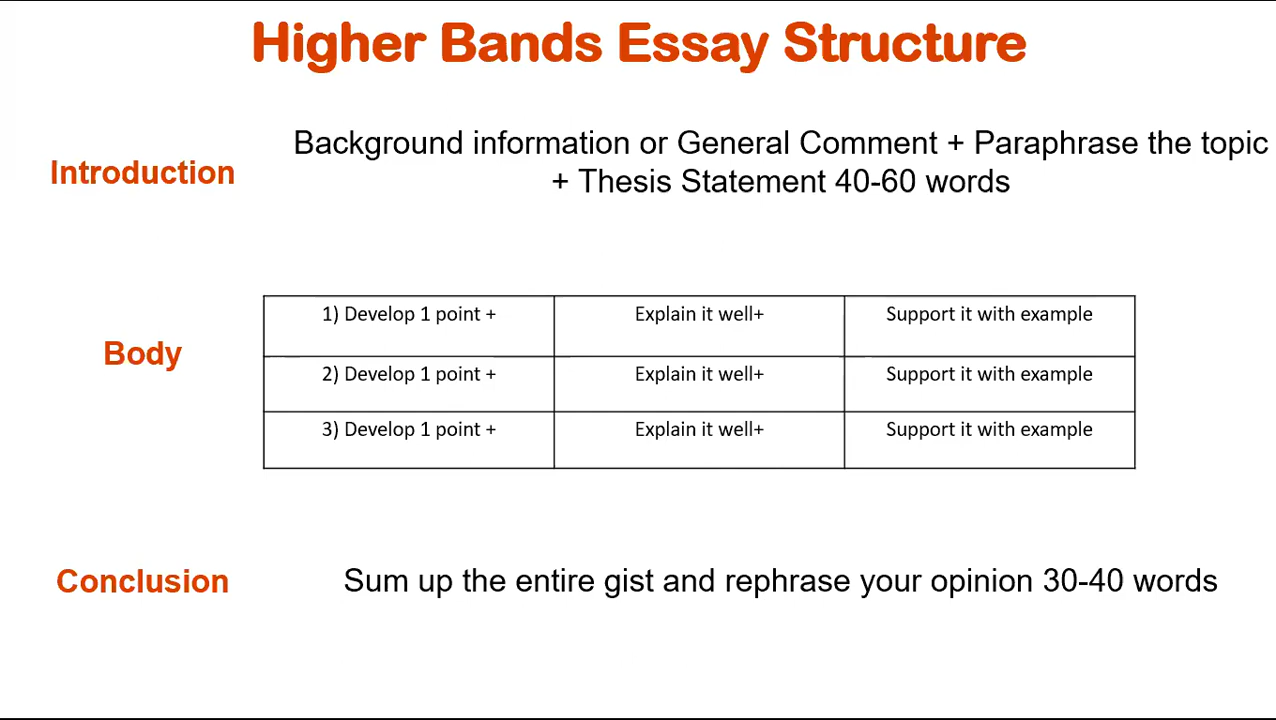 Higher Bands Essay Structure
Introduction
Background information or General Comment + Paraphrase the topic
+ Thesis Statement 40-60 words
Body
1) Develop 1 point + Explain it well+ Support it with example
2) Develop 1 point + Explain it well+ Support it with example
3) Develop 1 point + Explain it well+ Support it with example
Conclusion
Sum up the entire gist and rephrase your opinion 30-40 words